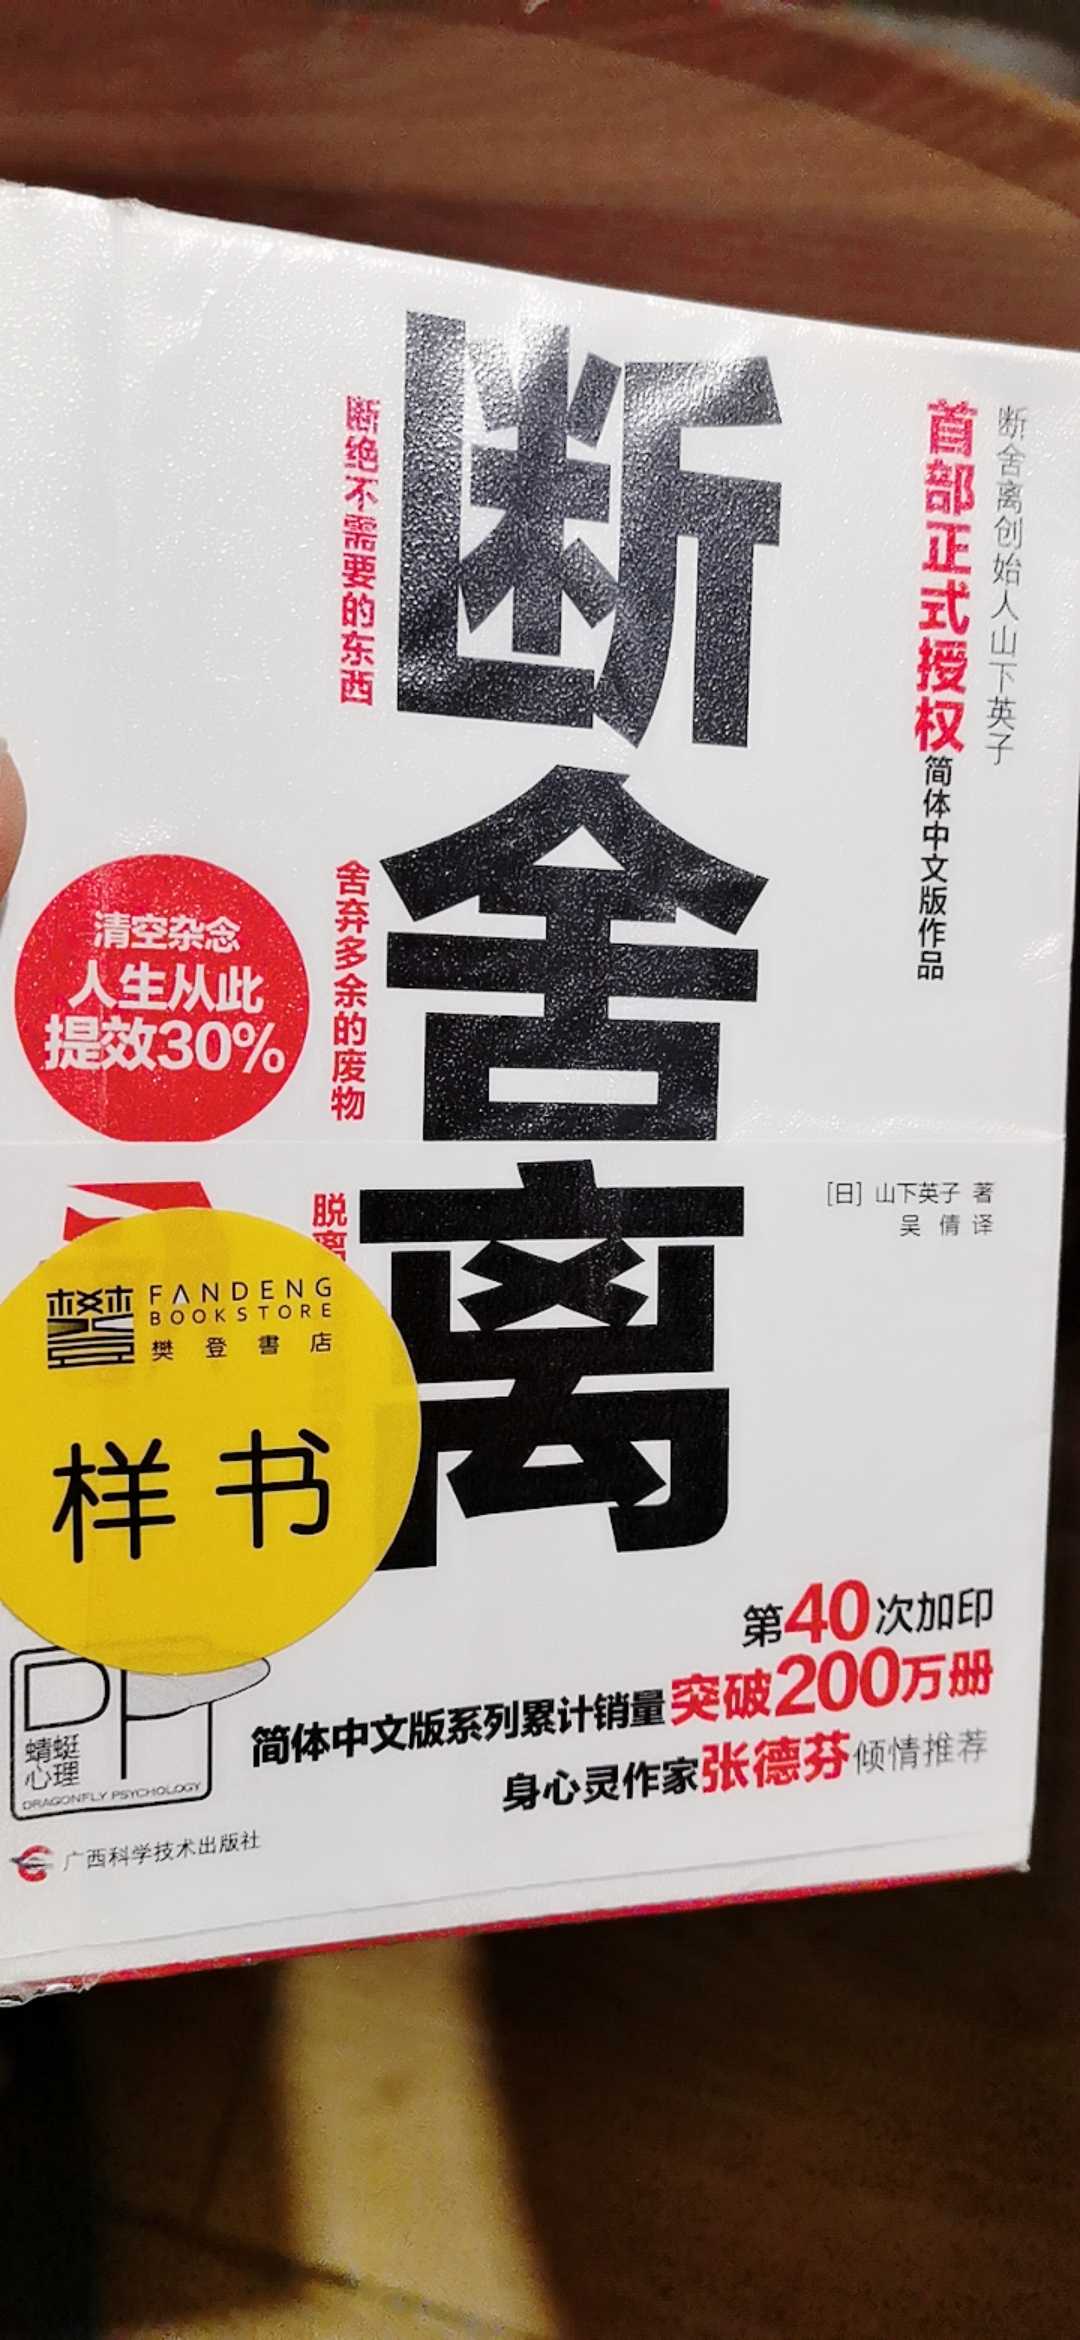 断舍离创始人山下英子
首部正式授权简体中文版作品
断舍离
断绝不需要的东西
舍弃多余的废物
脱离
清空杂念
人生从此
提效30%
[日] 山下英子 著
吴倩 译
樊登
FANDENG
BOOKSTORE
樊登書店
样书
第40次加印
简体中文版系列累计销量突破200万册
身心灵作家张德芬倾情推荐
蜻蜓
心理
DRAGONFLY PSYCHOLOGY
广西科学技术出版社